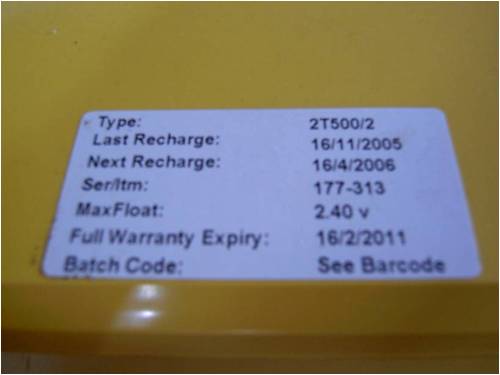 Type: 2T500/2
Last Recharge: 16/11/2005
Next Recharge: 16/4/2006
Ser/Itm: 177-313
MaxFloat: 2.40 v
Full Warranty Expiry: 16/2/2011
Batch Code: See Barcode